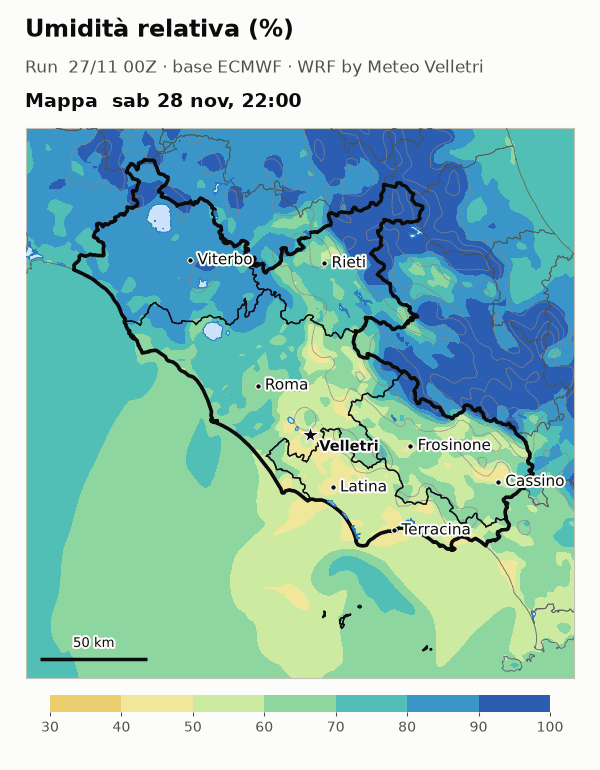 Umidità relativa (%)
Run 27/11 00Z · base ECMWF · WRF by Meteo Velletri
Mappa sab 28 nov, 22:00
Viterbo
Rieti
Roma
Velletri
Frosinone
Latina
Cassino
Terracina
50 km
30 40 50 60 70 80 90 100